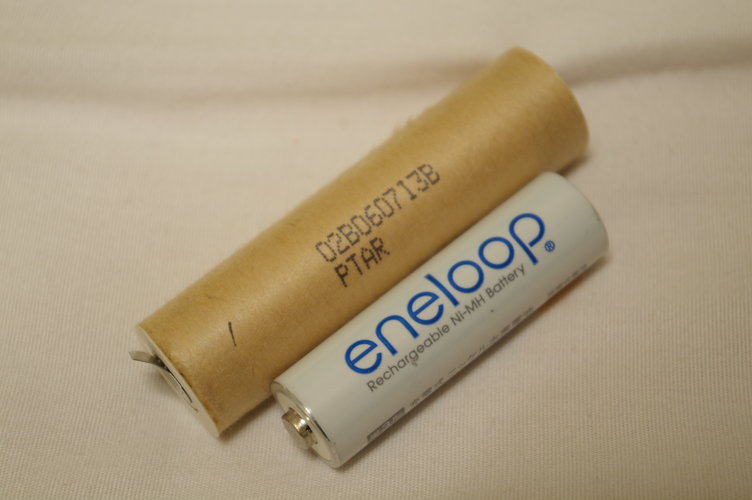 02B060713B
PTAR
eneloop®
Rechargeable Ni-MH Battery